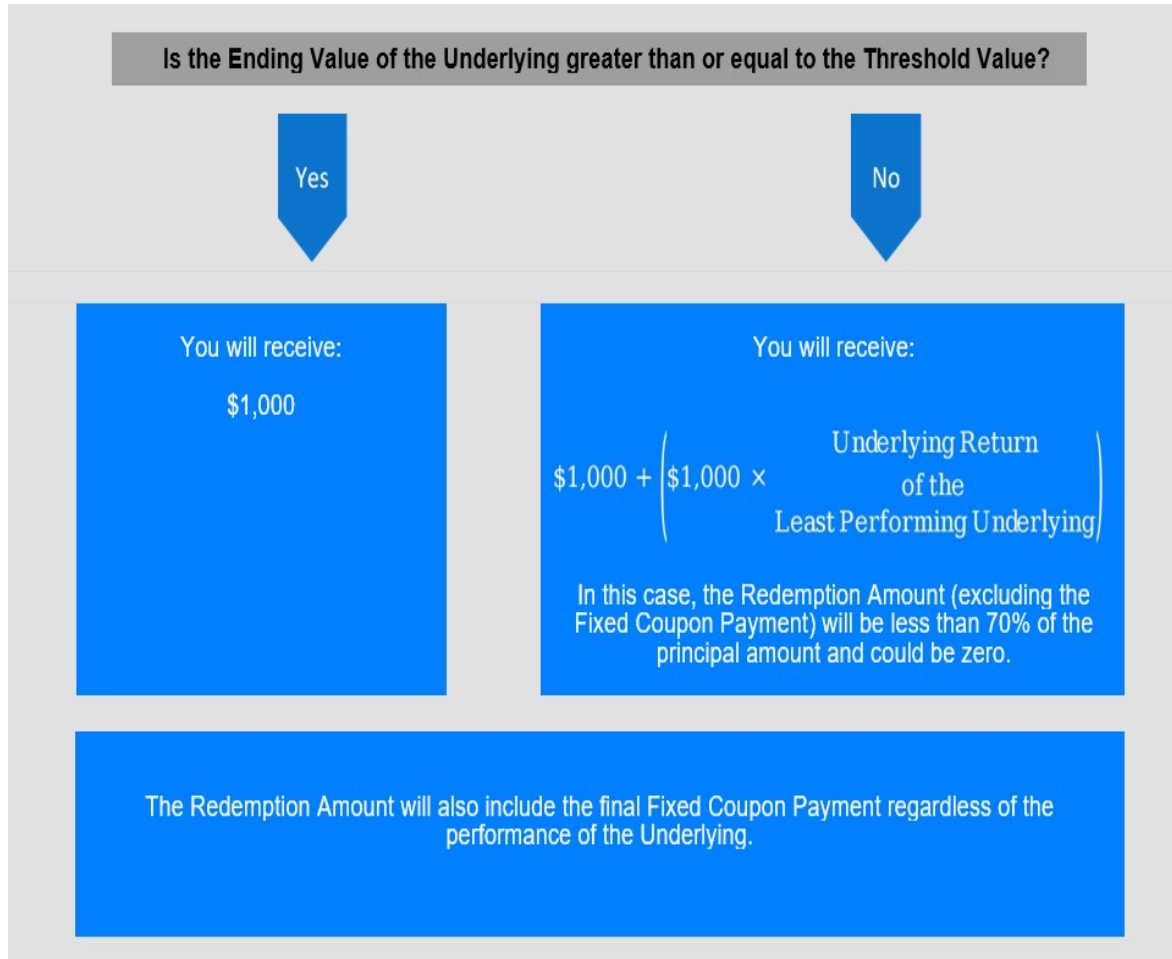 Is the Ending Value of the Underlying greater than or equal to the Threshold Value?
Yes
No
You will receive:
$1,000
You will receive:
$1,000 + ($1,000 × Underlying Return
of the
Least Performing Underlying)
In this case, the Redemption Amount (excluding the
Fixed Coupon Payment) will be less than 70% of the
principal amount and could be zero.
The Redemption Amount will also include the final Fixed Coupon Payment regardless of the
performance of the Underlying.